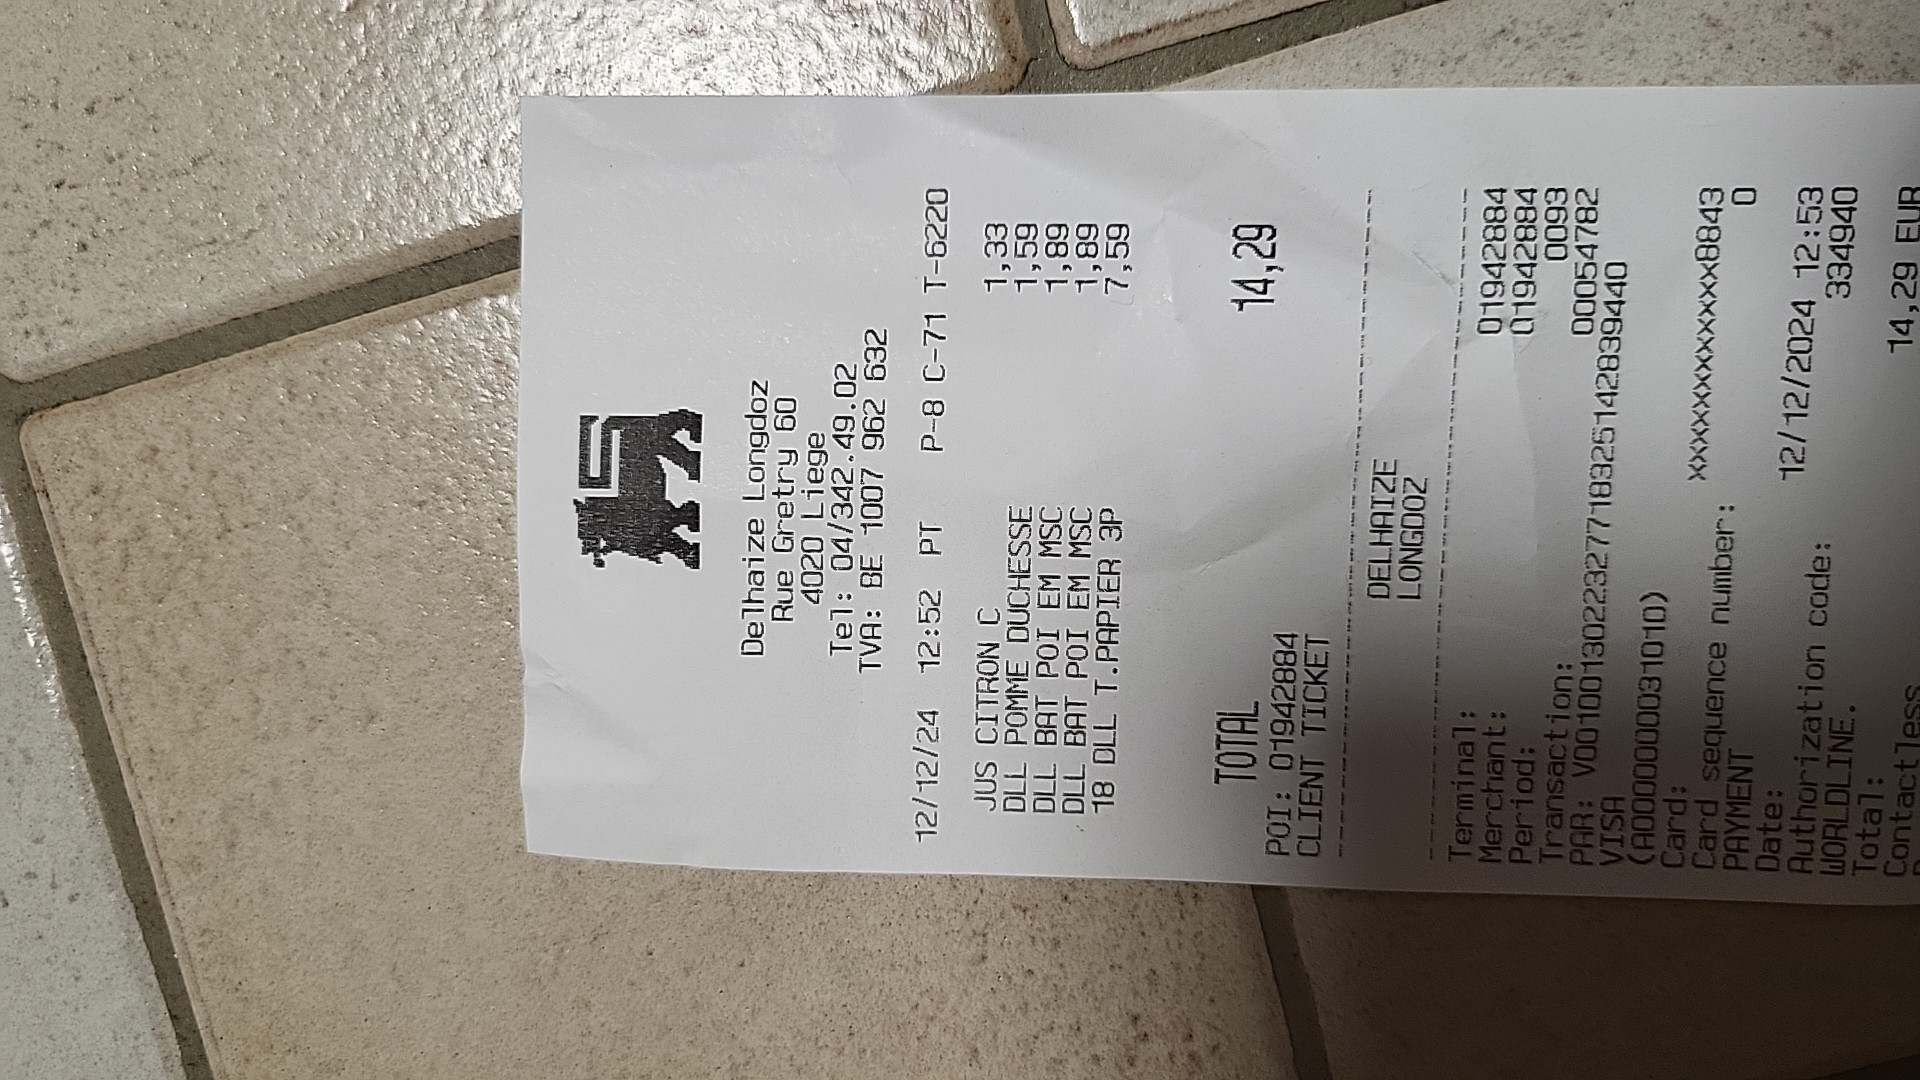 Delhaize Longdoz
Rue Gretry 60
4020 Liege
Tel: 04/342.49.02
TVA: BE 1007 962 632
12/12/24 12:52 PT P-8 C-71 T-6220
JUS CITRON C 1,33
DLL POMME DUCHESSE 1,59
DLL BAT POI EM MSC 1,89
DLL BAT POI EM MSC 1,89
18 DLL T.PAPIER 3P 7,59
TOTAL 14,29
POI: 01942884
CLIENT TICKET
DELHAIZE
LONGDOZ
Terminal: 01942884
Merchant: 01942884
Period: 0093
Transaction: 00054782
PAR: V00100130222327718325142839440
VISA
(A0000000031010)
Card: xxxxxxxxxxxxx8843
Card sequence number: 0
PAYMENT
Date: 12/12/2024 12:53
Authorization code: 334940
WORLDLINE.
Total: 14,29 EUR
Contactless